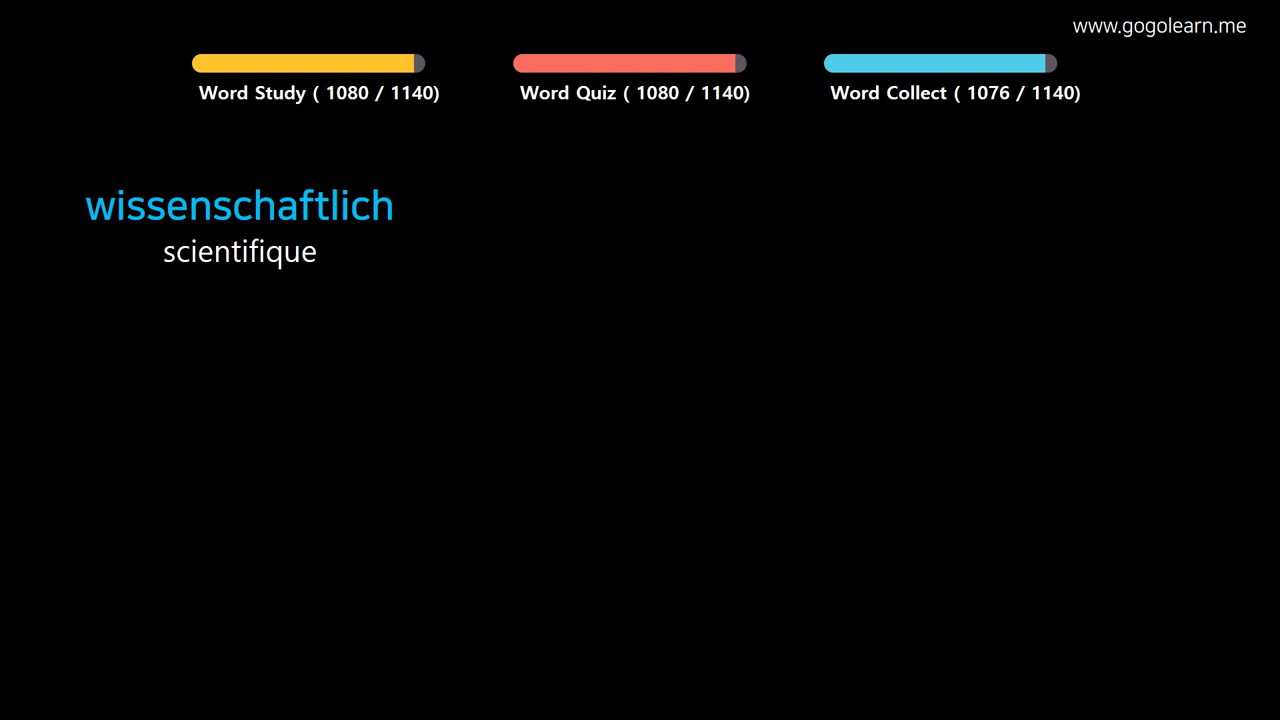 www.gogolearn.me
Word Study ( 1080 / 1140)
Word Quiz ( 1080 / 1140)
Word Collect ( 1076 / 1140)
wissenschaftlich
scientifique